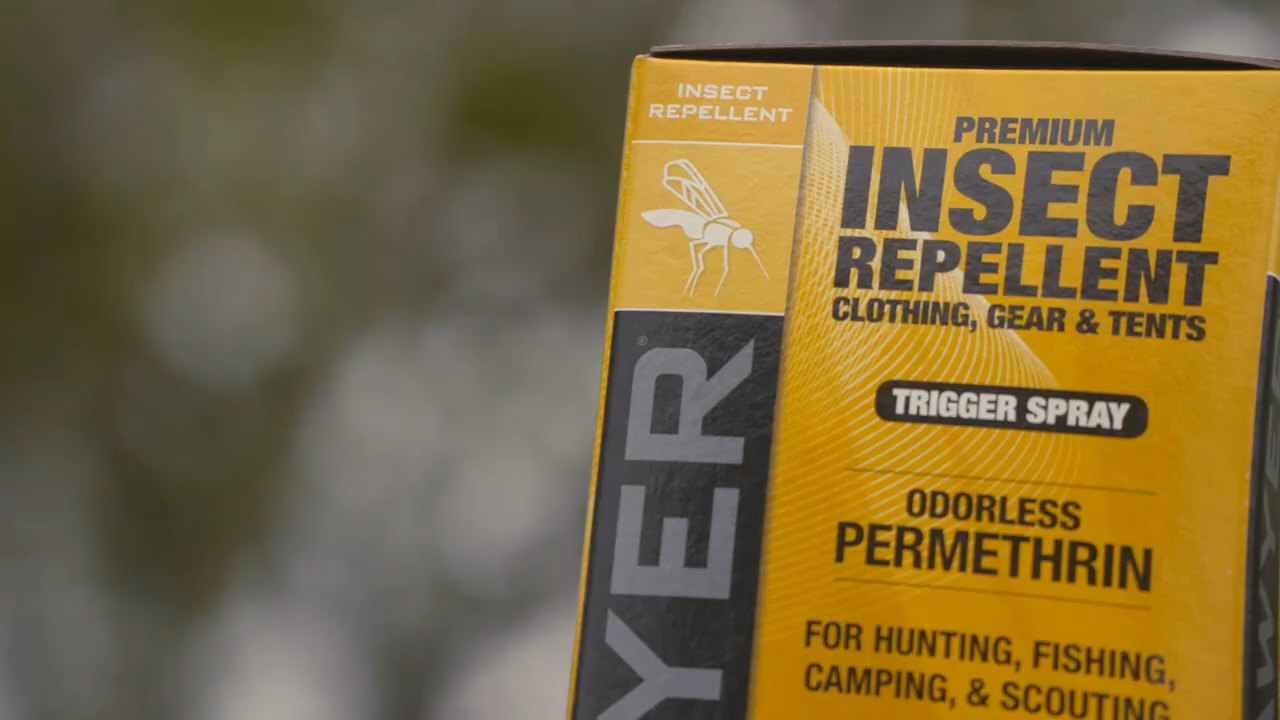 INSECT
REPELLENT
YER®
PREMIUM
INSECT
REPELLENT
CLOTHING, GEAR & TENTS
TRIGGER SPRAY
ODORLESS
PERMETHRIN
FOR HUNTING, FISHING,
CAMPING, & SCOUTING